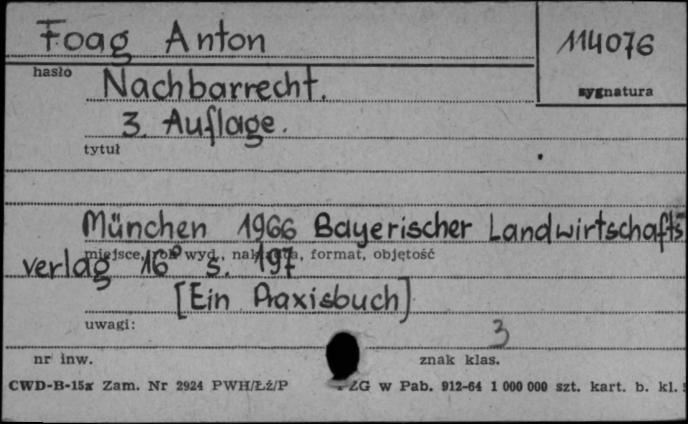 Foag Anton
114076
hasło
sygnatura
Nachbarrecht.
3. Auflage.
tytuł
München 1966 Bayerischer Landwirtschafts-
miejsce, rok wyd., nakładca, format, objętość
verlag 16° s. 197
[Ein Praxisbuch]
uwagi:
3
nr inw.
znak klas.
CWD-B-15a Zam. Nr 2924 PWH/Łź/P
ZG w Pab. 912-64 1 000 000 szt. kart. b. kl.